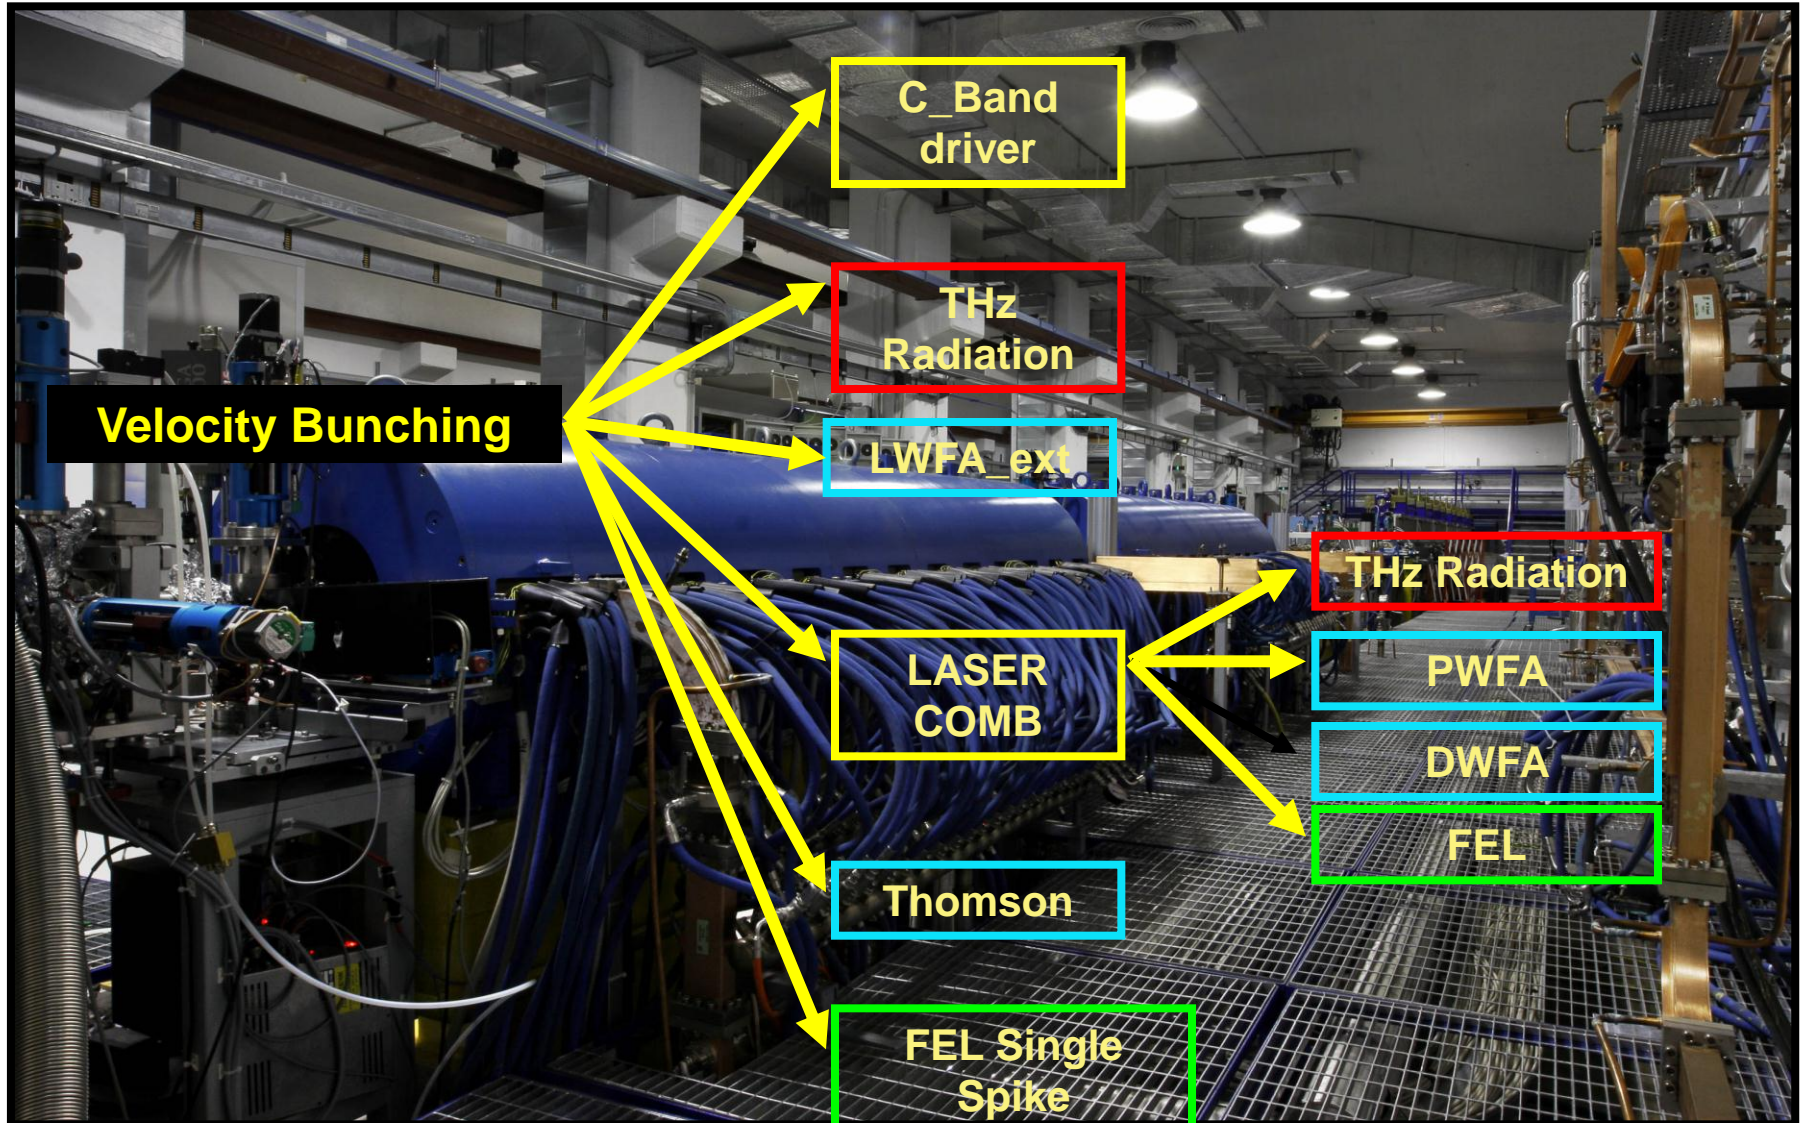 C_Band
driver
THz
Radiation
Velocity Bunching
LWFA_ext
THz Radiation
LASER
COMB
PWFA
DWFA
FEL
Thomson
FEL Single
Spike